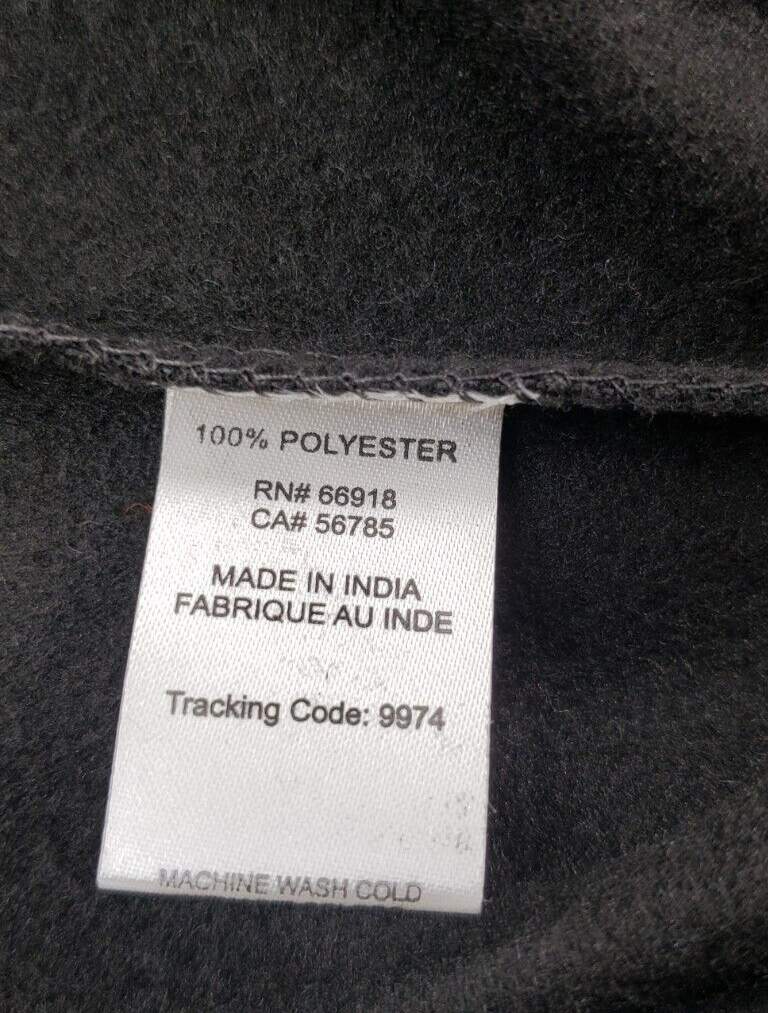 100% POLYESTER
RN# 66918
CA# 56785
MADE IN INDIA
FABRIQUE AU INDE
Tracking Code: 9974
MACHINE WASH COLD